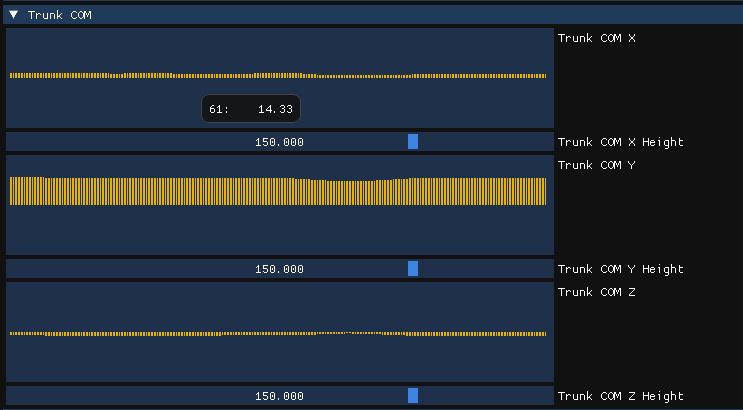 Trunk COM
Trunk COM X
61: 14.33
150.000 Trunk COM X Height
Trunk COM Y
150.000 Trunk COM Y Height
Trunk COM Z
150.000 Trunk COM Z Height